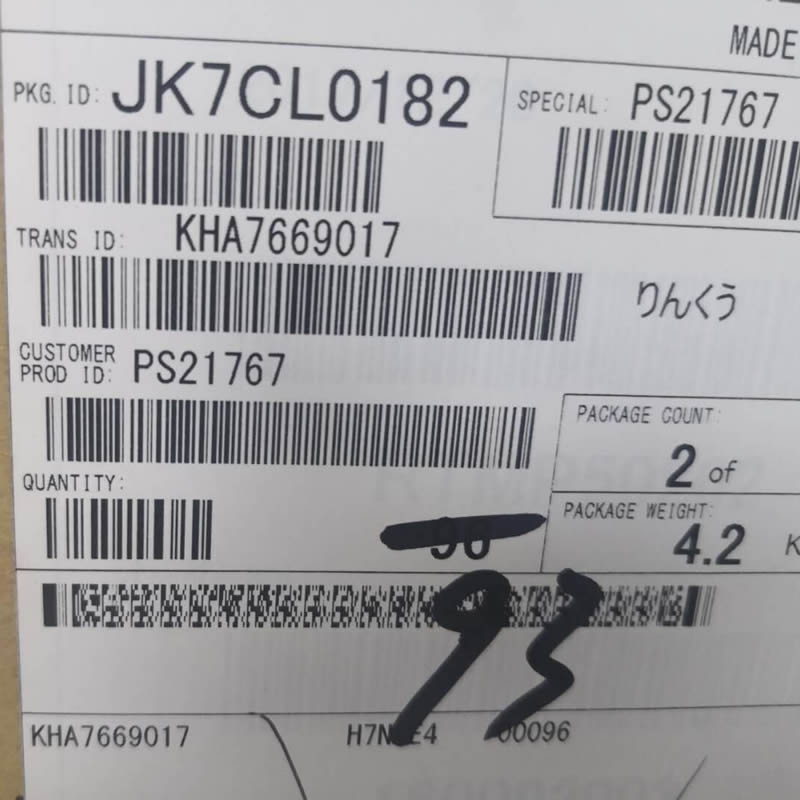 MADE
PKG. ID: JK7CL0182
SPECIAL: PS21767
TRANS ID: KHA7669017
りんくう
CUSTOMER
PROD ID: PS21767
PACKAGE COUNT:
2 of
QUANTITY:
96
PACKAGE WEIGHT:
4.2 K
93
KHA7669017
00096